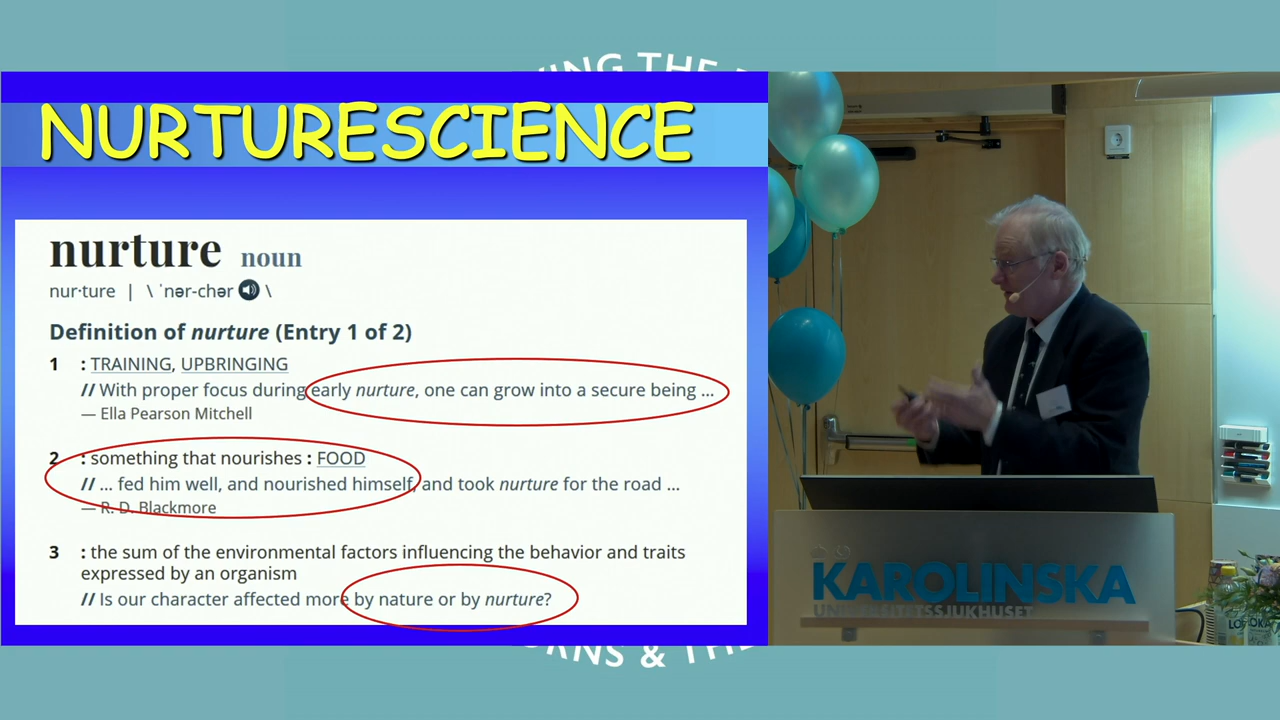 THE
NURTURESCIENCE
nurture noun
nur·ture | \ ˈnər-chər \
Definition of nurture (Entry 1 of 2)
1 : TRAINING, UPBRINGING
// With proper focus during early nurture, one can grow into a secure being ...
— Ella Pearson Mitchell
2 : something that nourishes : FOOD
// ... fed him well, and nourished himself, and took nurture for the road ...
— R. D. Blackmore
3 : the sum of the environmental factors influencing the behavior and traits
expressed by an organism
// Is our character affected more by nature or by nurture?
KAROLINSKA
UNIVERSITETSSJUKHUSET
&